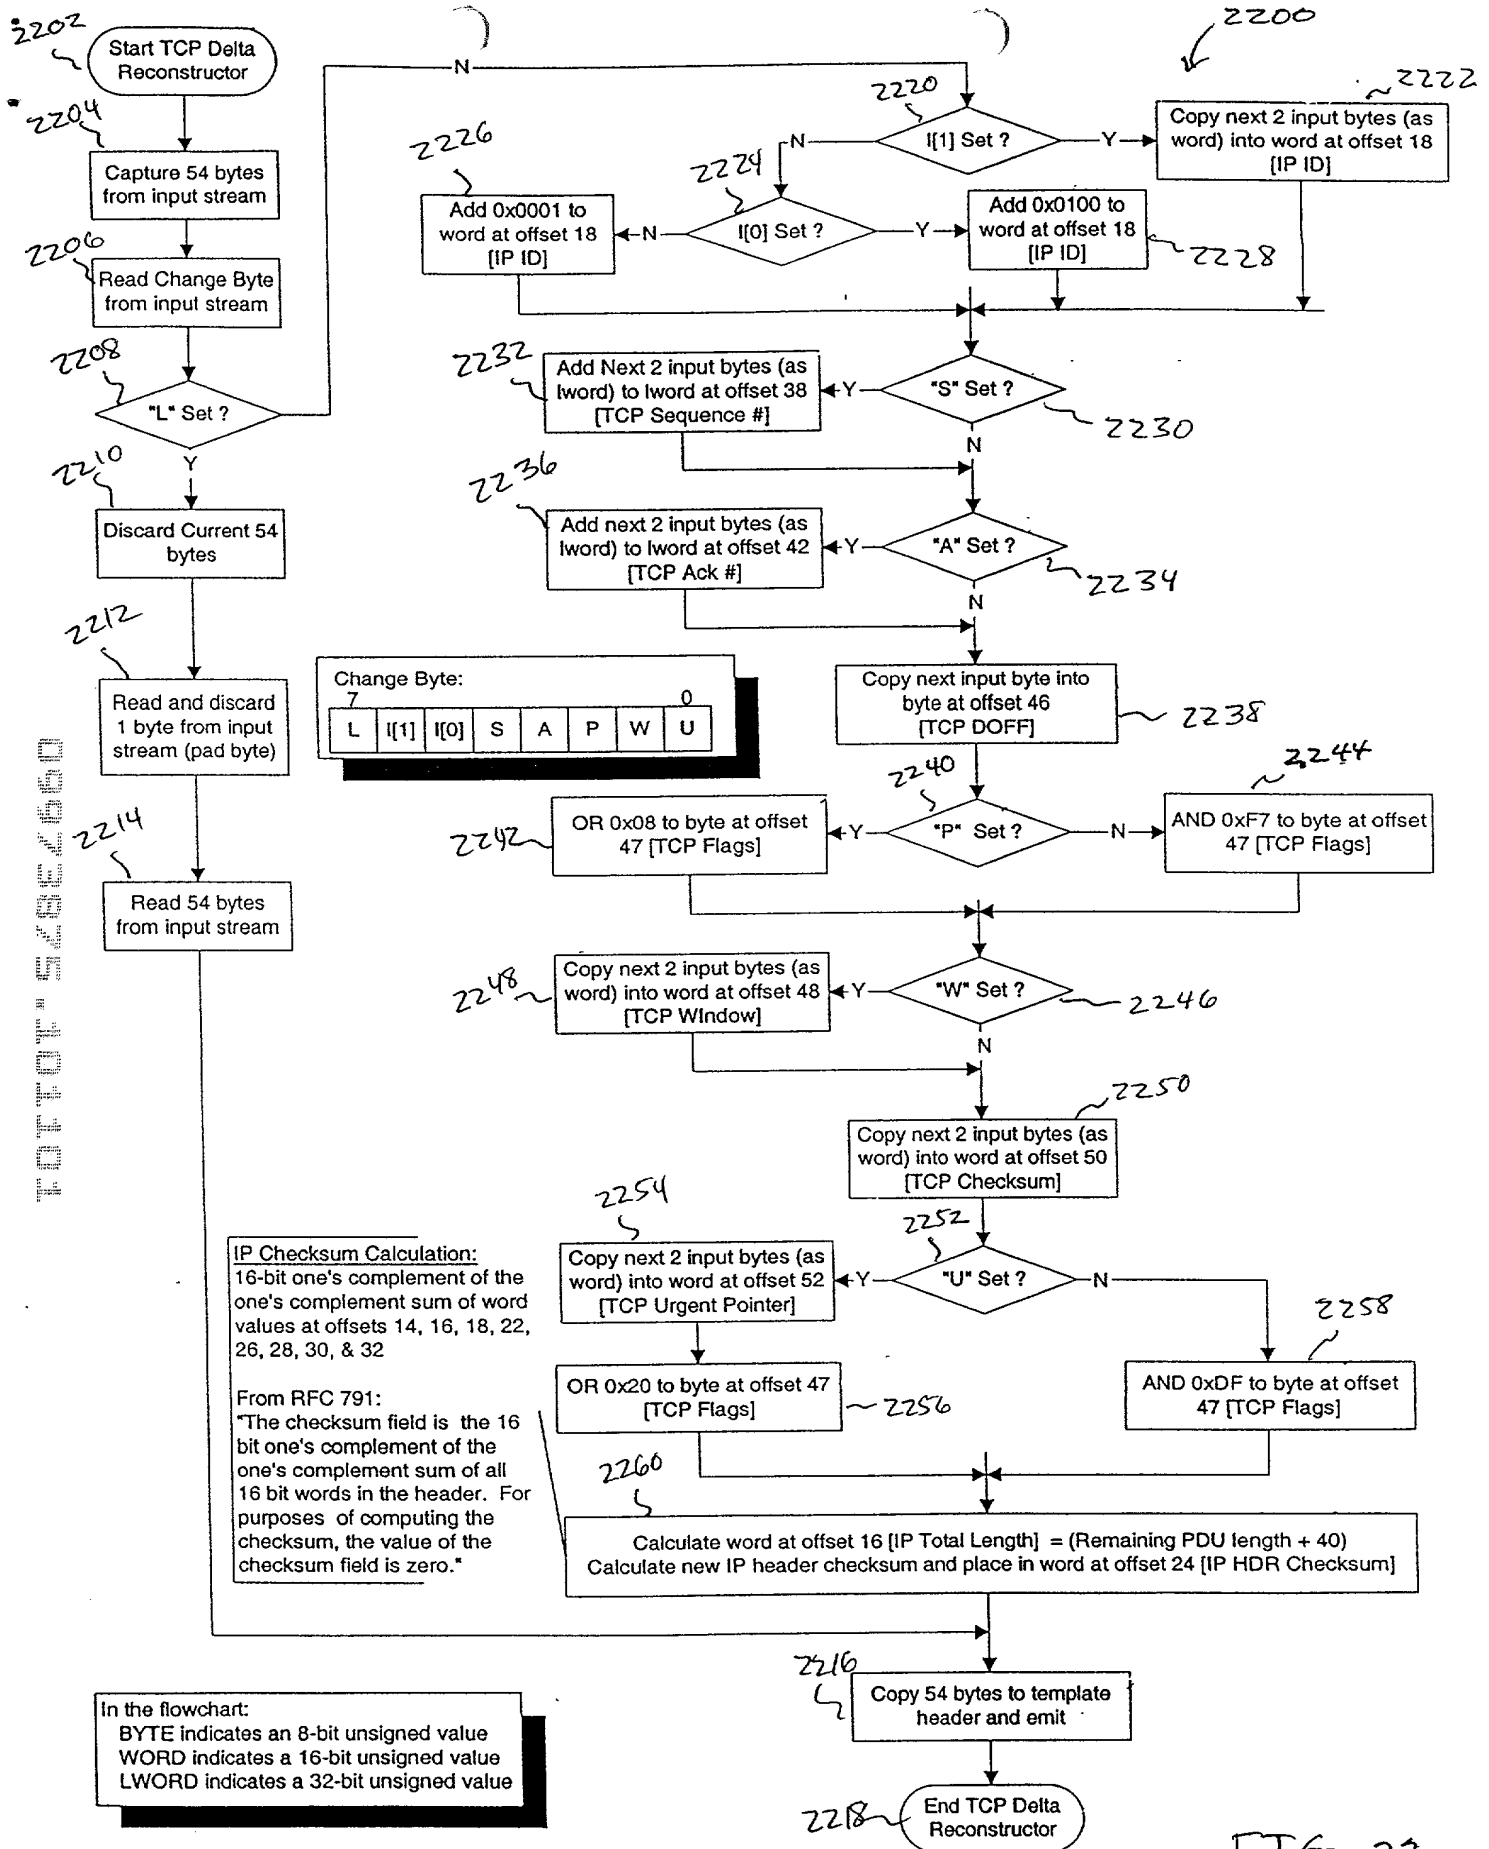 2202
Start TCP Delta
Reconstructor
2204
Capture 54 bytes
from input stream
2206
Read Change Byte
from input stream
2208
"L" Set ?
N
Y
2210
Discard Current 54
bytes
2212
Read and discard
1 byte from input
stream (pad byte)
2214
Read 54 bytes
from input stream
2200
2220
I[1] Set ?
N
Y
2222
Copy next 2 input bytes (as
word) into word at offset 18
[IP ID]
2224
I[0] Set ?
N
Y
2226
Add 0x0001 to
word at offset 18
[IP ID]
Add 0x0100 to
word at offset 18
[IP ID]
2228
"S" Set ?
2230
Y
N
2232
Add Next 2 input bytes (as
lword) to lword at offset 38
[TCP Sequence #]
"A" Set ?
2234
Y
N
2236
Add next 2 input bytes (as
lword) to lword at offset 42
[TCP Ack #]
Change Byte:
7 0
L I[1] I[0] S A P W U
Copy next input byte into
byte at offset 46
[TCP DOFF]
2238
2240
"P" Set ?
Y
N
2242
OR 0x08 to byte at offset
47 [TCP Flags]
2244
AND 0xF7 to byte at offset
47 [TCP Flags]
"W" Set ?
2246
Y
N
2248
Copy next 2 input bytes (as
word) into word at offset 48
[TCP WIndow]
2250
Copy next 2 input bytes (as
word) into word at offset 50
[TCP Checksum]
2252
"U" Set ?
Y
N
2254
Copy next 2 input bytes (as
word) into word at offset 52
[TCP Urgent Pointer]
OR 0x20 to byte at offset 47
[TCP Flags]
2256
2258
AND 0xDF to byte at offset
47 [TCP Flags]
IP Checksum Calculation:
16-bit one's complement of the
one's complement sum of word
values at offsets 14, 16, 18, 22,
26, 28, 30, & 32
From RFC 791:
"The checksum field is the 16
bit one's complement of the
one's complement sum of all
16 bit words in the header. For
purposes of computing the
checksum, the value of the
checksum field is zero."
2260
Calculate word at offset 16 [IP Total Length] = (Remaining PDU length + 40)
Calculate new IP header checksum and place in word at offset 24 [IP HDR Checksum]
2216
Copy 54 bytes to template
header and emit
In the flowchart:
BYTE indicates an 8-bit unsigned value
WORD indicates a 16-bit unsigned value
LWORD indicates a 32-bit unsigned value
2218
End TCP Delta
Reconstructor